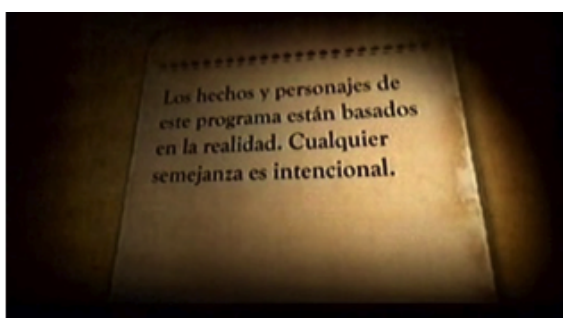 Los hechos y personajes de
este programa están basados
en la realidad. Cualquier
semejanza es intencional.